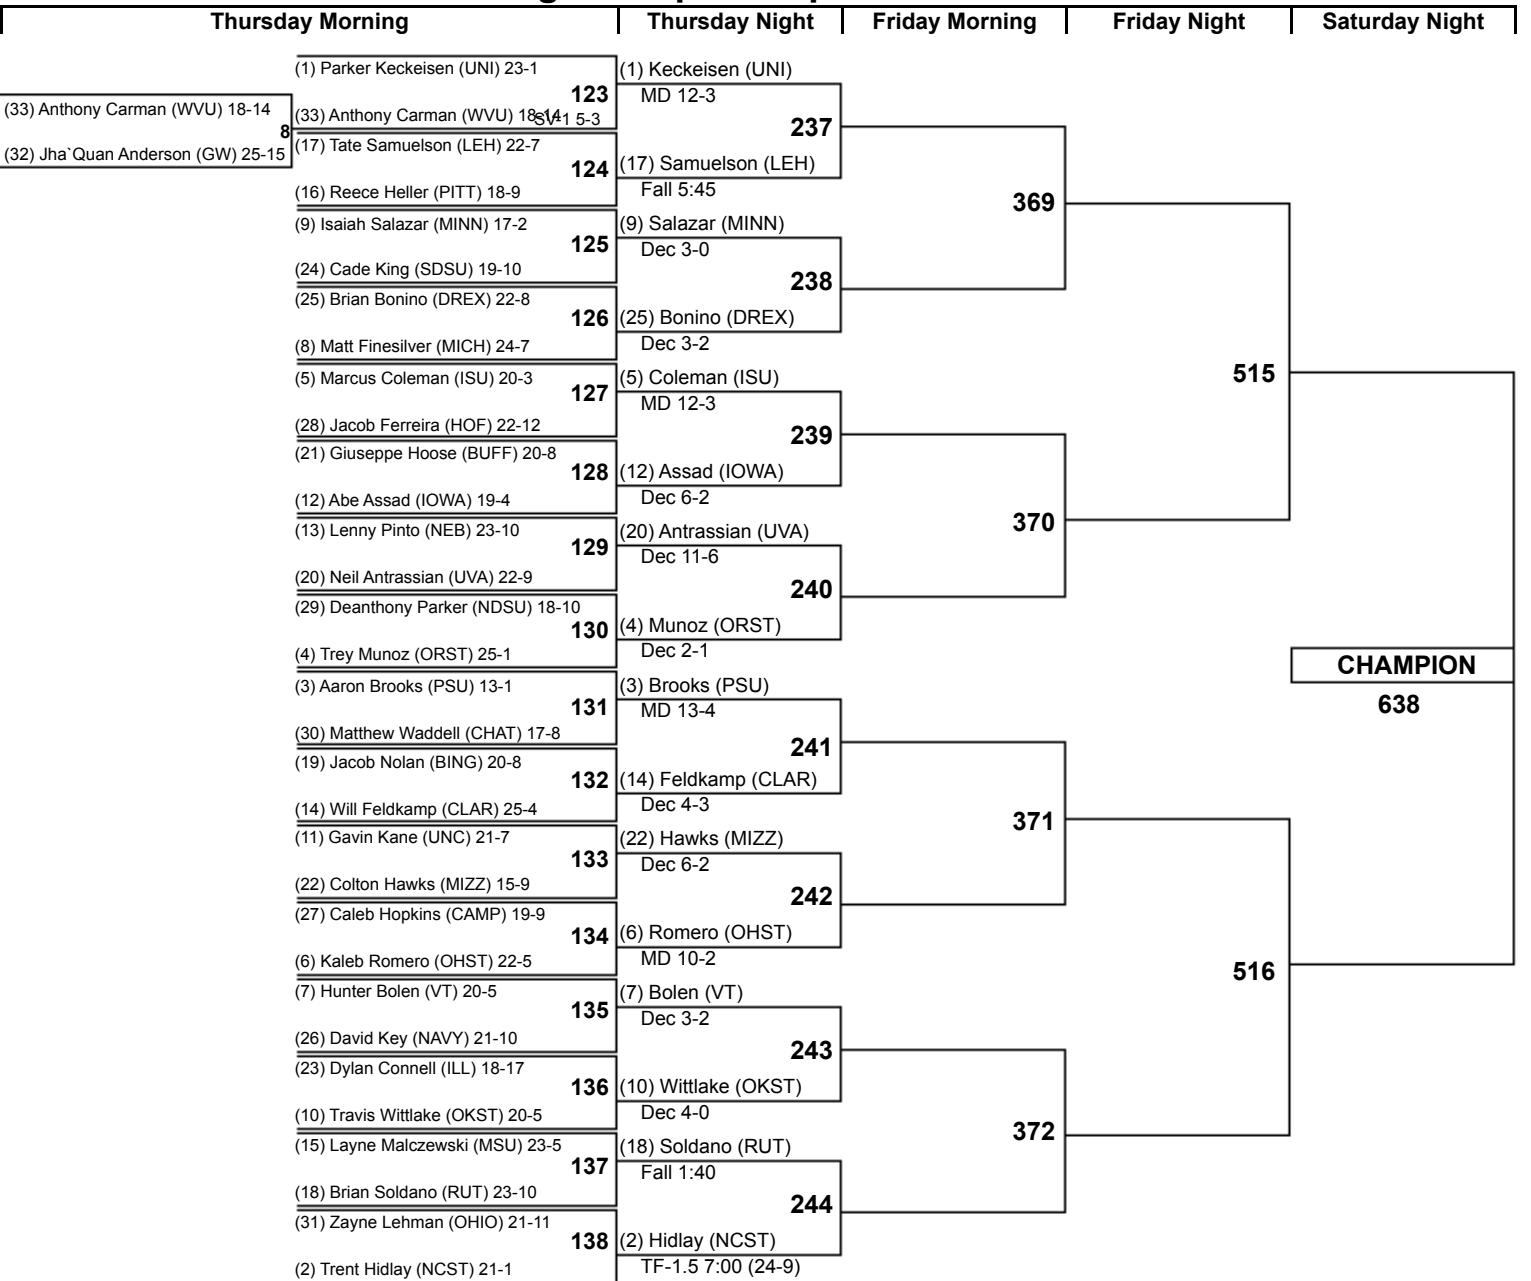 Thursday Morning
Thursday Night
Friday Morning
Friday Night
Saturday Night
(33) Anthony Carman (WVU) 18-14
8
(32) Jha`Quan Anderson (GW) 25-15
(1) Parker Keckeisen (UNI) 23-1
123
(33) Anthony Carman (WVU) 18-14
SV-1 5-3
(17) Tate Samuelson (LEH) 22-7
124
(16) Reece Heller (PITT) 18-9
(9) Isaiah Salazar (MINN) 17-2
125
(24) Cade King (SDSU) 19-10
(25) Brian Bonino (DREX) 22-8
126
(8) Matt Finesilver (MICH) 24-7
(5) Marcus Coleman (ISU) 20-3
127
(28) Jacob Ferreira (HOF) 22-12
(21) Giuseppe Hoose (BUFF) 20-8
128
(12) Abe Assad (IOWA) 19-4
(13) Lenny Pinto (NEB) 23-10
129
(20) Neil Antrassian (UVA) 22-9
(29) Deanthony Parker (NDSU) 18-10
130
(4) Trey Munoz (ORST) 25-1
(3) Aaron Brooks (PSU) 13-1
131
(30) Matthew Waddell (CHAT) 17-8
(19) Jacob Nolan (BING) 20-8
132
(14) Will Feldkamp (CLAR) 25-4
(11) Gavin Kane (UNC) 21-7
133
(22) Colton Hawks (MIZZ) 15-9
(27) Caleb Hopkins (CAMP) 19-9
134
(6) Kaleb Romero (OHST) 22-5
(7) Hunter Bolen (VT) 20-5
135
(26) David Key (NAVY) 21-10
(23) Dylan Connell (ILL) 18-17
136
(10) Travis Wittlake (OKST) 20-5
(15) Layne Malczewski (MSU) 23-5
137
(18) Brian Soldano (RUT) 23-10
(31) Zayne Lehman (OHIO) 21-11
138
(2) Trent Hidlay (NCST) 21-1
(1) Keckeisen (UNI)
MD 12-3
237
(17) Samuelson (LEH)
Fall 5:45
(9) Salazar (MINN)
Dec 3-0
238
(25) Bonino (DREX)
Dec 3-2
(5) Coleman (ISU)
MD 12-3
239
(12) Assad (IOWA)
Dec 6-2
(20) Antrassian (UVA)
Dec 11-6
240
(4) Munoz (ORST)
Dec 2-1
(3) Brooks (PSU)
MD 13-4
241
(14) Feldkamp (CLAR)
Dec 4-3
(22) Hawks (MIZZ)
Dec 6-2
242
(6) Romero (OHST)
MD 10-2
(7) Bolen (VT)
Dec 3-2
243
(10) Wittlake (OKST)
Dec 4-0
(18) Soldano (RUT)
Fall 1:40
244
(2) Hidlay (NCST)
TF-1.5 7:00 (24-9)
369
370
371
372
515
516
CHAMPION
638